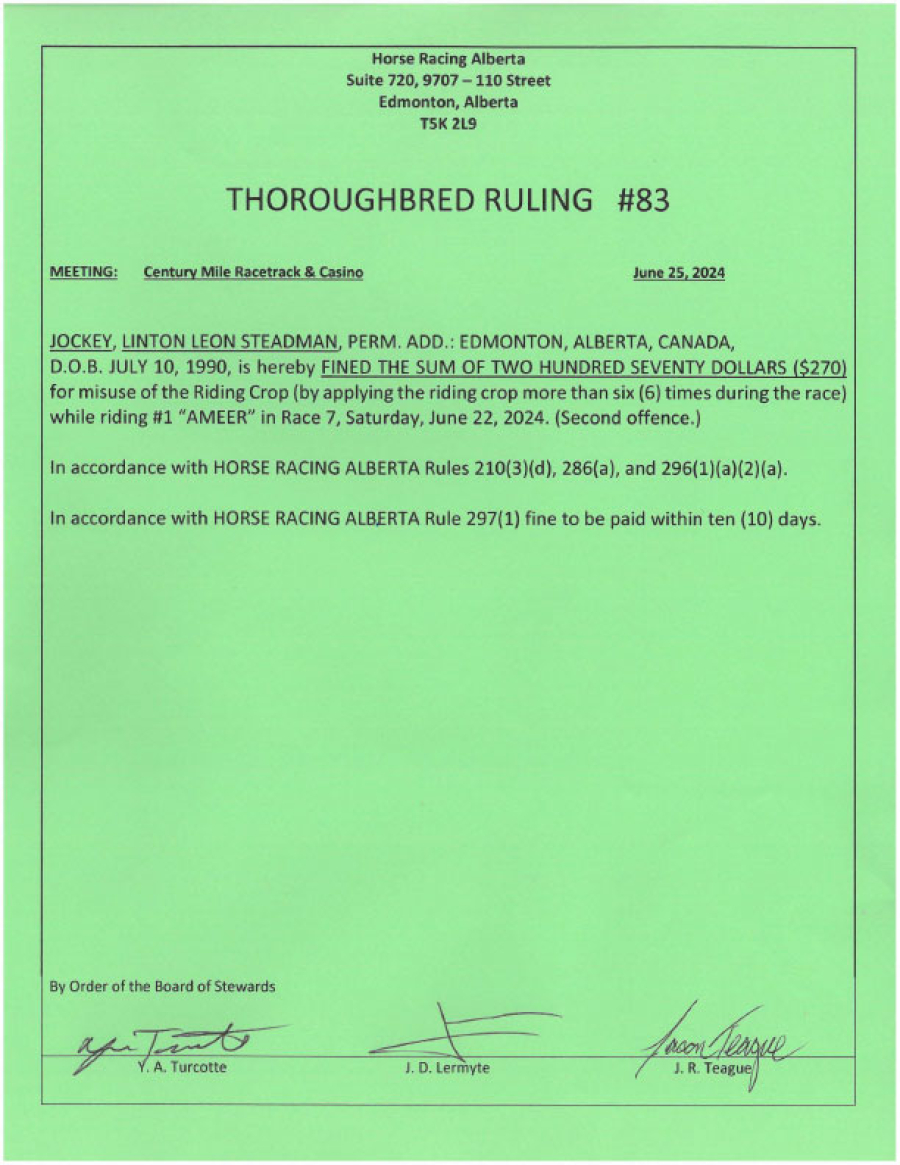 Horse Racing Alberta
Suite 720, 9707 – 110 Street
Edmonton, Alberta
T5K 2L9
THOROUGHBRED RULING #83
MEETING: Century Mile Racetrack & Casino June 25, 2024
JOCKEY, LINTON LEON STEADMAN, PERM. ADD.: EDMONTON, ALBERTA, CANADA,
D.O.B. JULY 10, 1990, is hereby FINED THE SUM OF TWO HUNDRED SEVENTY DOLLARS ($270)
for misuse of the Riding Crop (by applying the riding crop more than six (6) times during the race)
while riding #1 “AMEER” in Race 7, Saturday, June 22, 2024. (Second offence.)
In accordance with HORSE RACING ALBERTA Rules 210(3)(d), 286(a), and 296(1)(a)(2)(a).
In accordance with HORSE RACING ALBERTA Rule 297(1) fine to be paid within ten (10) days.
By Order of the Board of Stewards
Jason Teague
Y. A. Turcotte J. D. Lermyte J. R. Teague